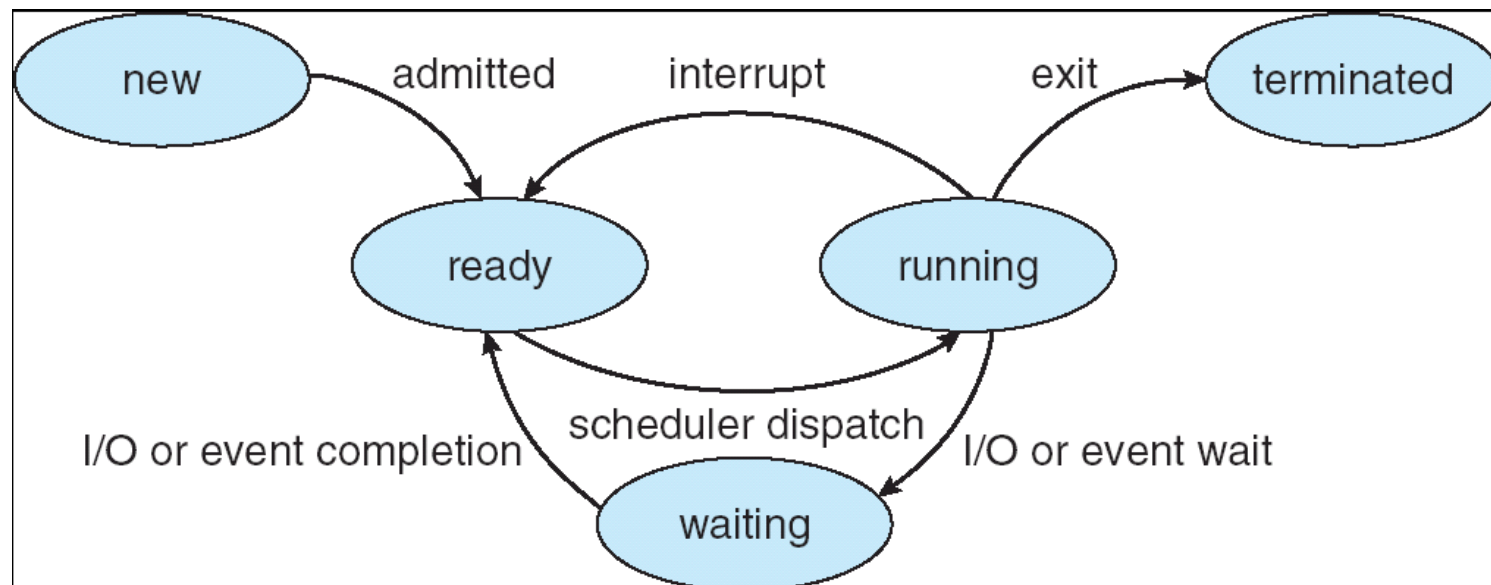 new
admitted
interrupt
exit
terminated
ready
running
scheduler dispatch
I/O or event completion
I/O or event wait
waiting